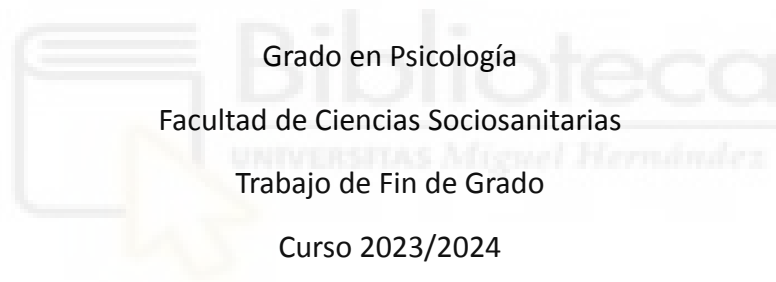 Biblioteca
Grado en Psicología
Facultad de Ciencias Sociosanitarias
UNIVERSITAS Miguel Hernández
Trabajo de Fin de Grado
Curso 2023/2024